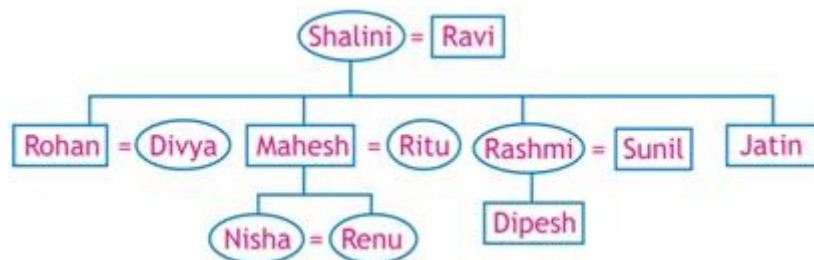 Shalini = Ravi
Rohan = Divya Mahesh = Ritu Rashmi = Sunil Jatin
Nisha = Renu Dipesh